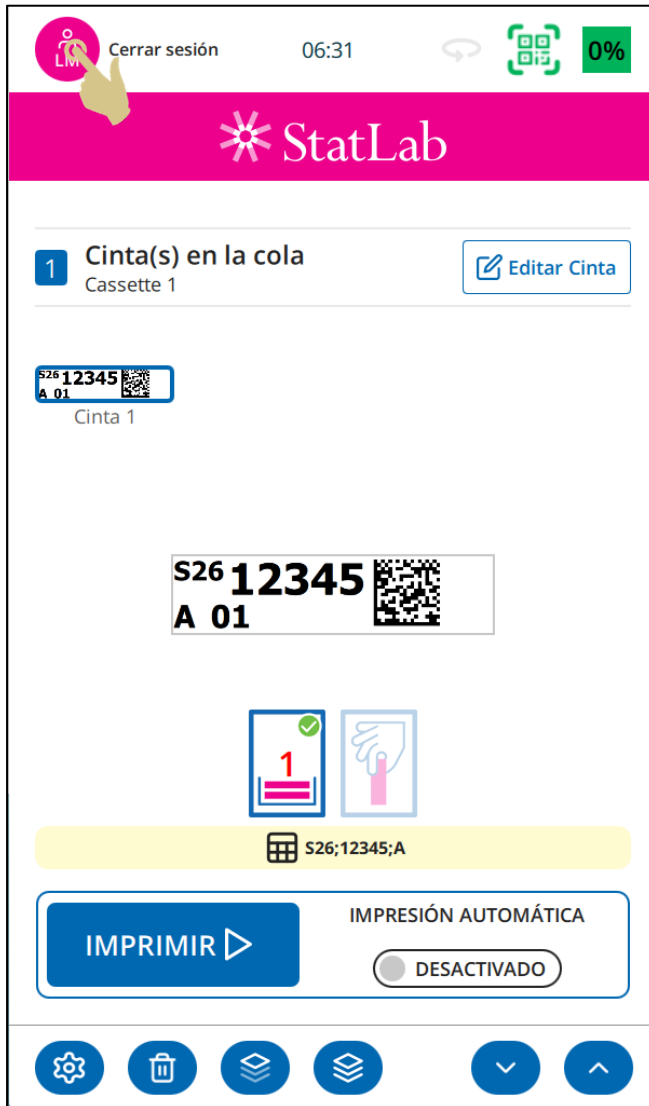 LM Cerrar sesión 06:31 0%
StatLab
1 Cinta(s) en la cola
Cassette 1
Editar Cinta
S26 12345
A 01
Cinta 1
S26 12345
A 01
1
S26;12345;A
IMPRIMIR
IMPRESIÓN AUTOMÁTICA
DESACTIVADO